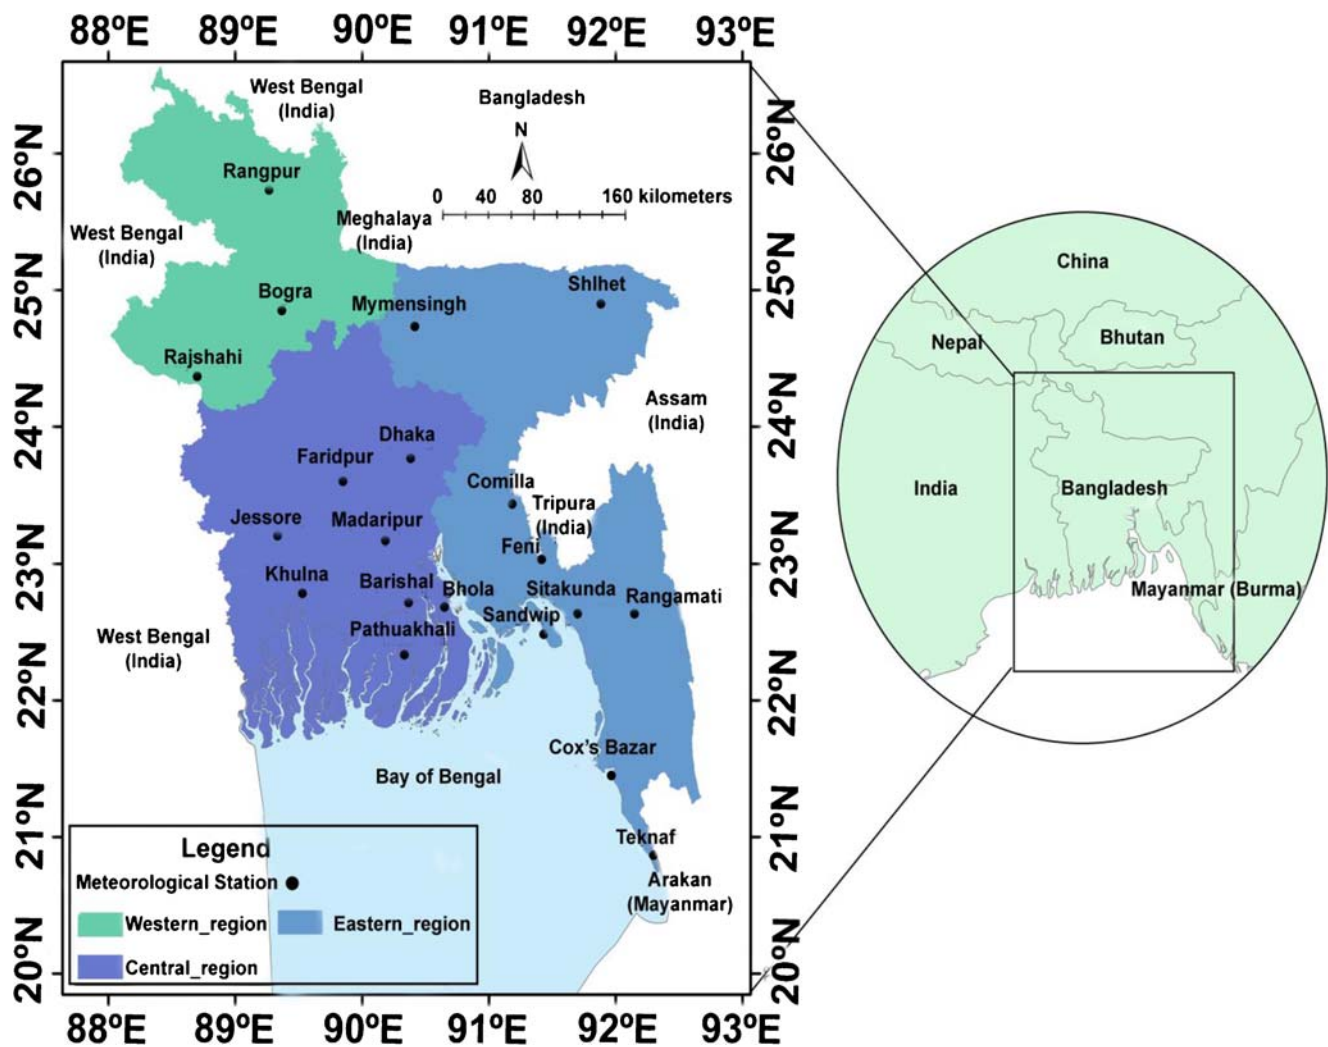 88ºE 89ºE 90ºE 91ºE 92ºE 93ºE
West Bengal
(India)
Bangladesh
N
0 40 80 160 kilometers
26ºN
26ºN
Rangpur
Meghalaya
(India)
West Bengal
(India)
25ºN
25ºN
Bogra
Mymensingh
Shlhet
Rajshahi
24ºN
24ºN
Assam
(India)
Dhaka
Faridpur
Comilla
Tripura
(India)
Jessore
Madaripur
Feni
23ºN
23ºN
Khulna
Barishal
Bhola
Sitakunda
Rangamati
Sandwip
Pathuakhali
West Bengal
(India)
22ºN
22ºN
Cox's Bazar
Bay of Bengal
21ºN
21ºN
Teknaf
Arakan
(Mayanmar)
Legend
Meteorological Station
Western_region
Eastern_region
Central_region
20ºN
20ºN
88ºE 89ºE 90ºE 91ºE 92ºE 93ºE
China
Nepal
Bhutan
India
Bangladesh
Mayanmar (Burma)